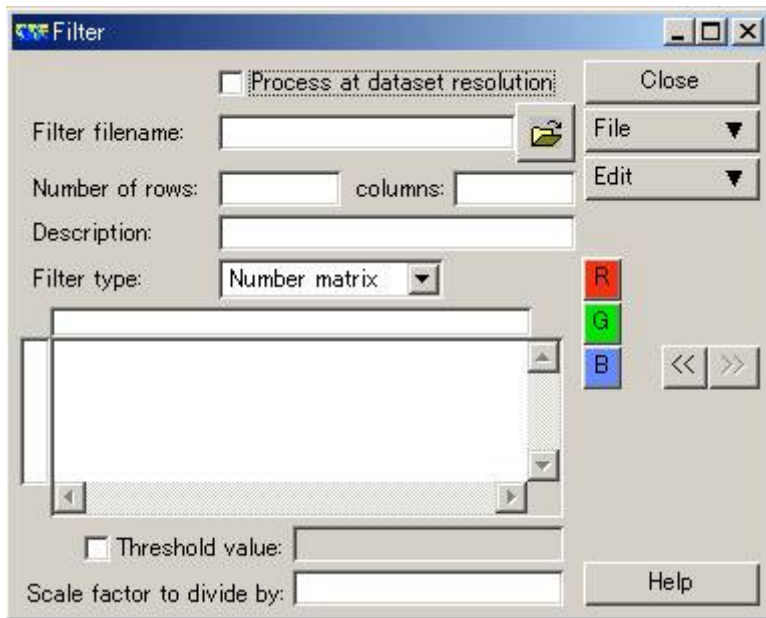 Filter
Process at dataset resolution
Close
Filter filename:
File
Number of rows:
columns:
Edit
Description:
Filter type:
Number matrix
R
G
B
<<
>>
Threshold value:
Scale factor to divide by:
Help